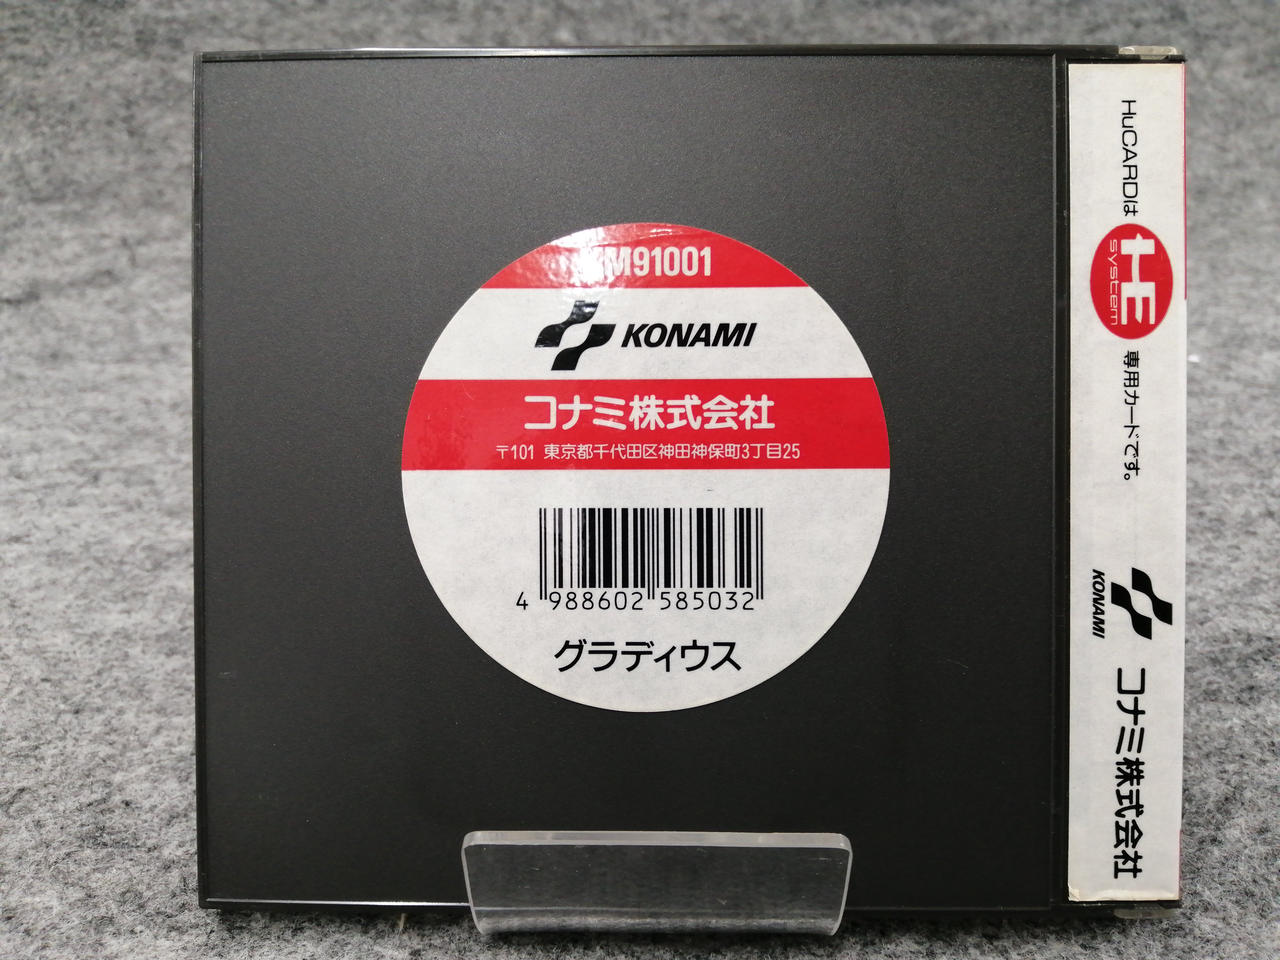 M91001
KONAMI
コナミ株式会社
〒101 東京都千代田区神田神保町3丁目25
4 988602 585032
グラディウス
HuCARDは
HE
system
専用カードです。
KONAMI
コナミ株式会社